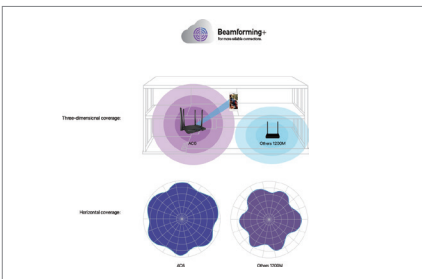 Beamforming+
For more reliable connections.
Three-dimensional coverage:
AC6
Others 1200M
Horizontal coverage:
AC6
Others 1200M